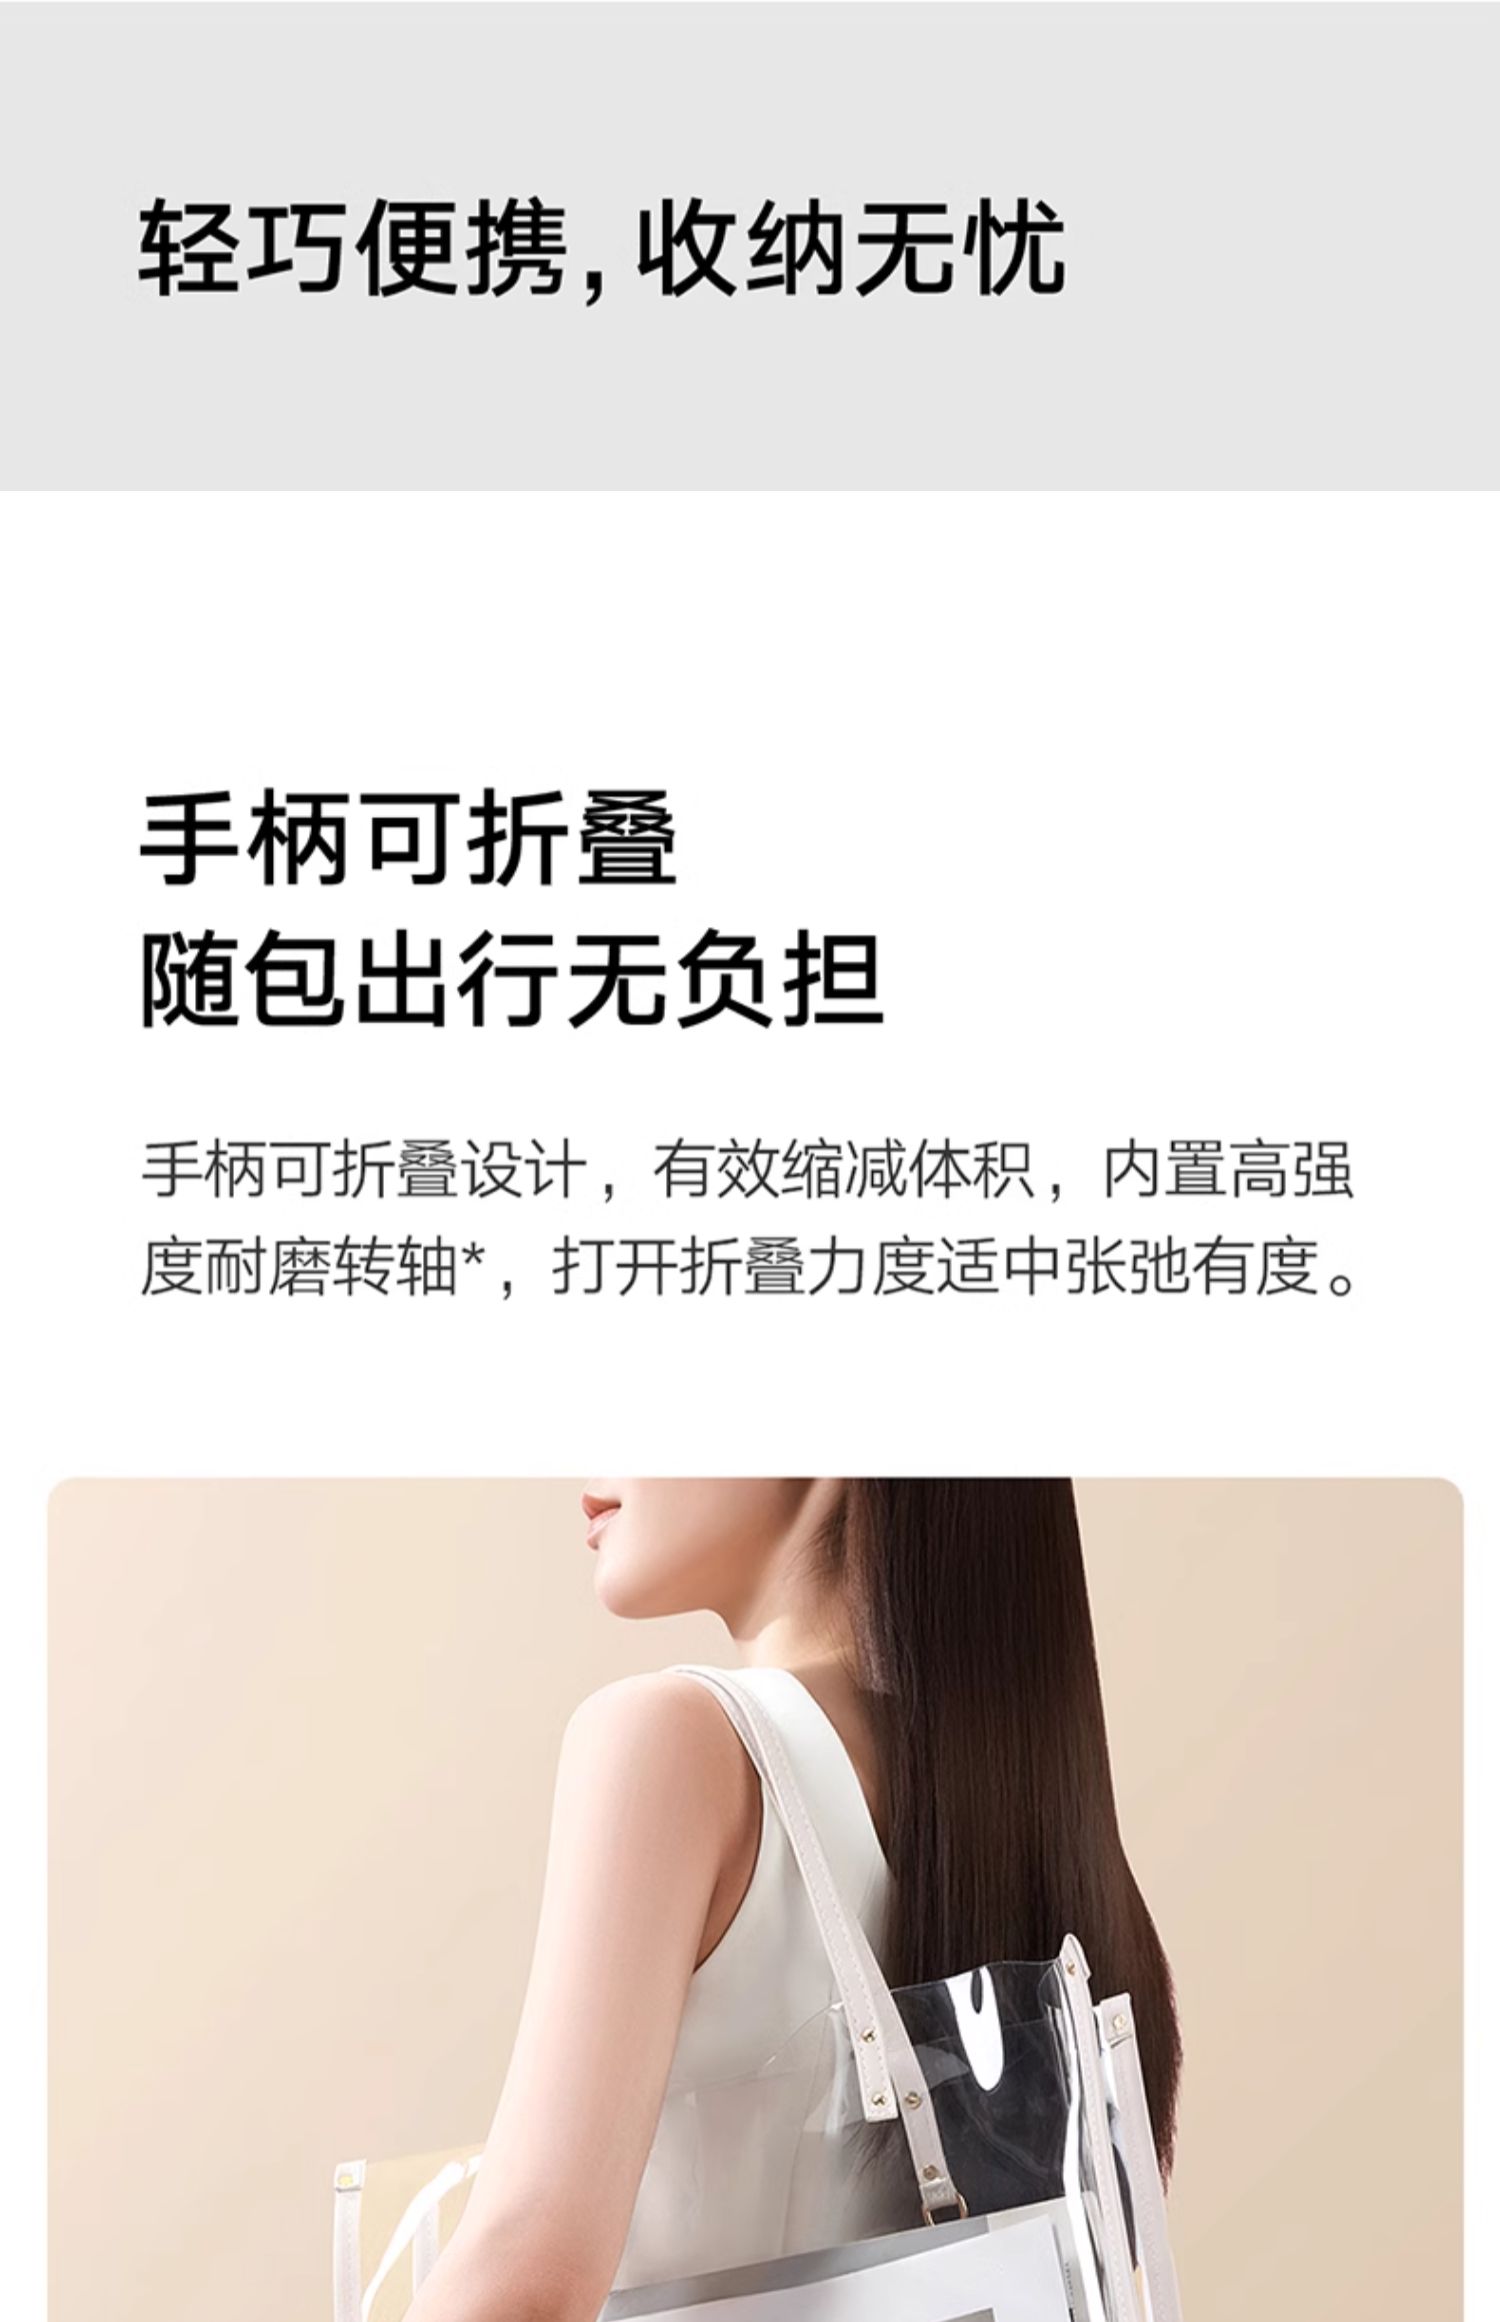 轻巧便携，收纳无忧
手柄可折叠
随包出行无负担
手柄可折叠设计，有效缩减体积，内置高强
度耐磨转轴*，打开折叠力度适中张弛有度。